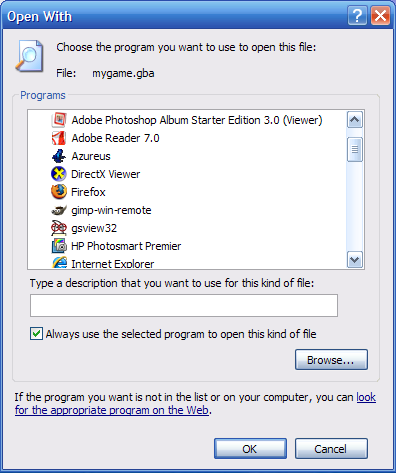 Open With
Choose the program you want to use to open this file:
File: mygame.gba
Programs
Adobe Photoshop Album Starter Edition 3.0 (Viewer)
Adobe Reader 7.0
Azureus
DirectX Viewer
Firefox
gimp-win-remote
gsview32
HP Photosmart Premier
Internet Explorer
Type a description that you want to use for this kind of file:
Always use the selected program to open this kind of file
Browse...
If the program you want is not in the list or on your computer, you can look
for the appropriate program on the Web.
OK Cancel